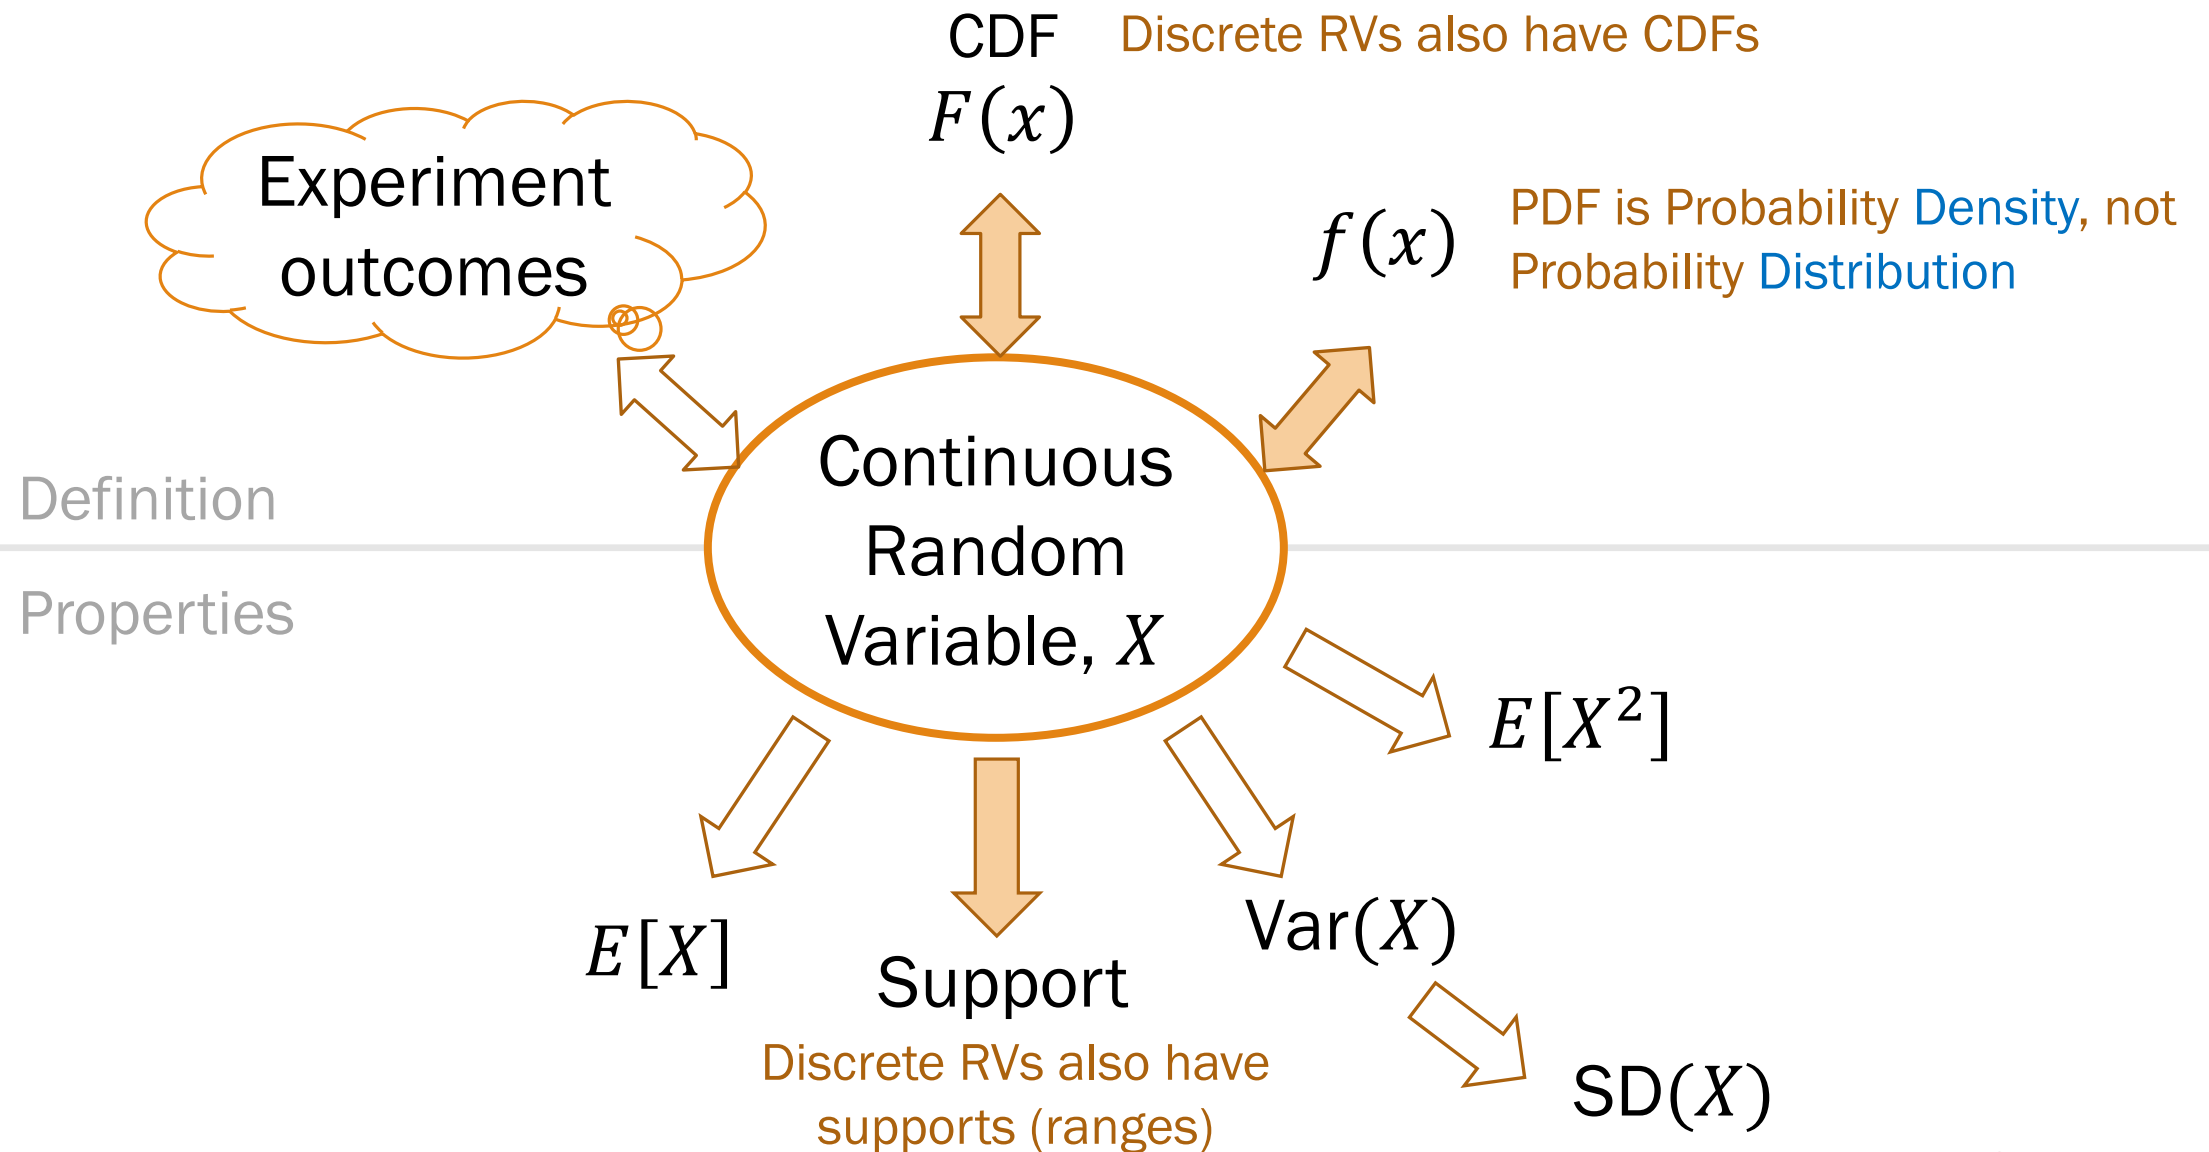 CDF
Discrete RVs also have CDFs
F(x)
Experiment
outcomes
f(x)
PDF is Probability Density, not
Probability Distribution
Continuous
Random
Variable, X
Definition
Properties
E[X²]
E[X]
Var(X)
Support
Discrete RVs also have
supports (ranges)
SD(X)